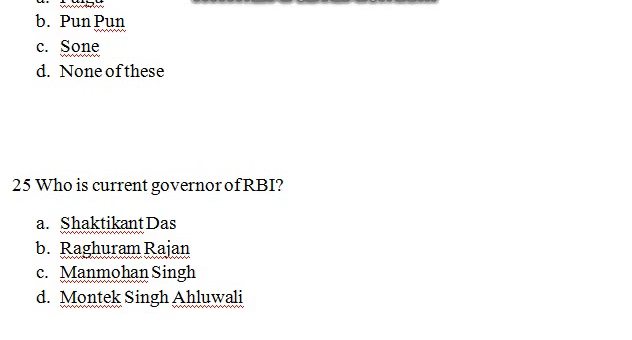 b. Pun Pun
c. Sone
d. None of these
25 Who is current governor of RBI?
a. Shaktikant Das
b. Raghuram Rajan
c. Manmohan Singh
d. Montek Singh Ahluwali